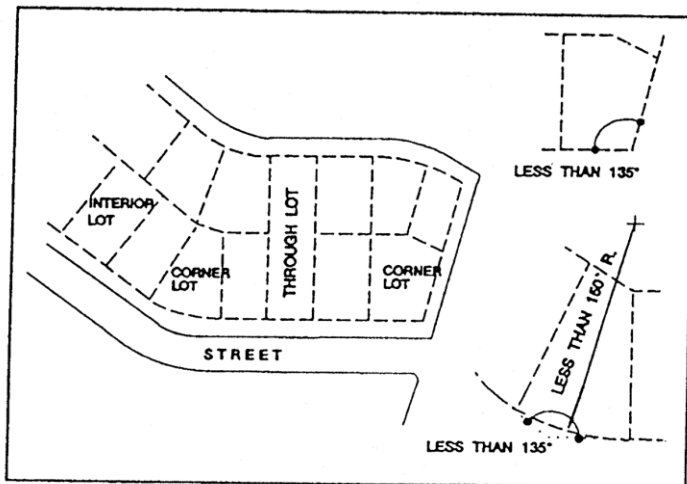 LESS THAN 135°
INTERIOR
LOT
THROUGH LOT
CORNER
LOT
CORNER
LOT
LESS THAN 150' R.
STREET
LESS THAN 135°